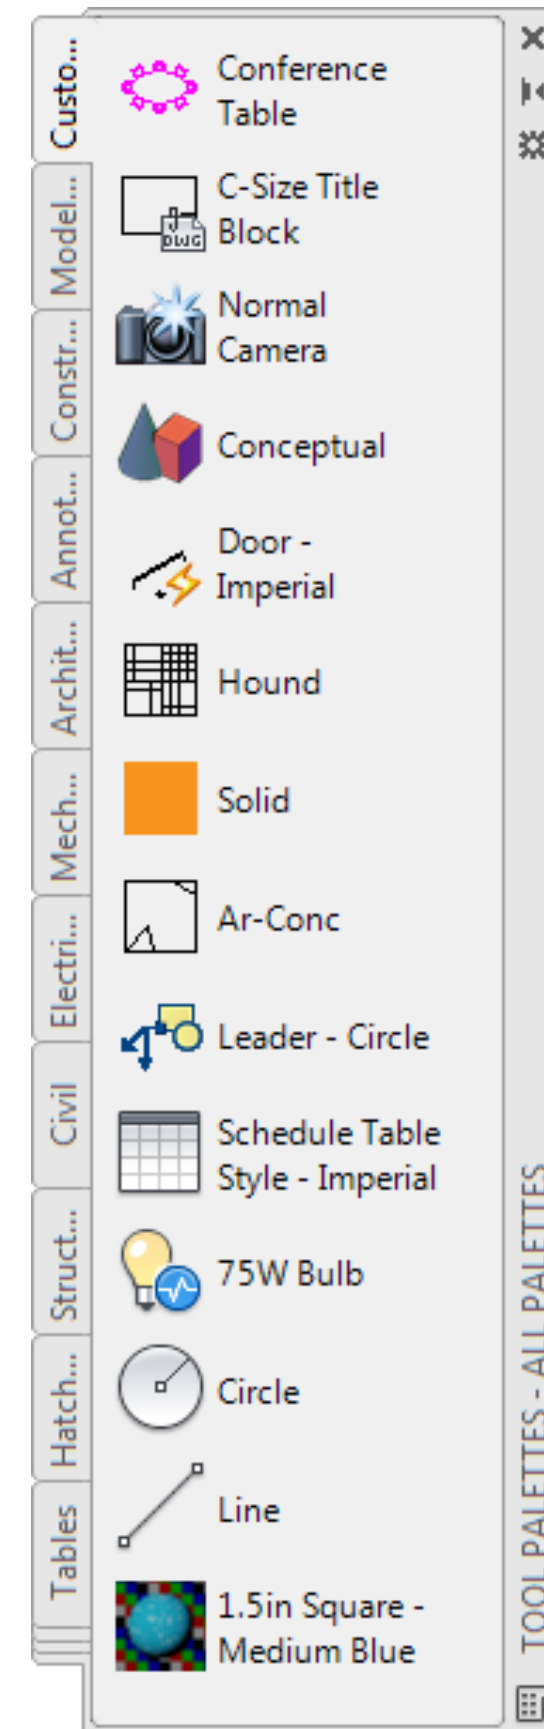 Custo...
Model...
Constr...
Annot...
Archit...
Mech...
Electri...
Civil
Struct...
Hatch...
Tables
Conference
Table
C-Size Title
Block
DWG
Normal
Camera
Conceptual
Door -
Imperial
Hound
Solid
Ar-Conc
Leader - Circle
Schedule Table
Style - Imperial
75W Bulb
Circle
Line
1.5in Square -
Medium Blue
TOOL PALETTES - ALL PALETTES